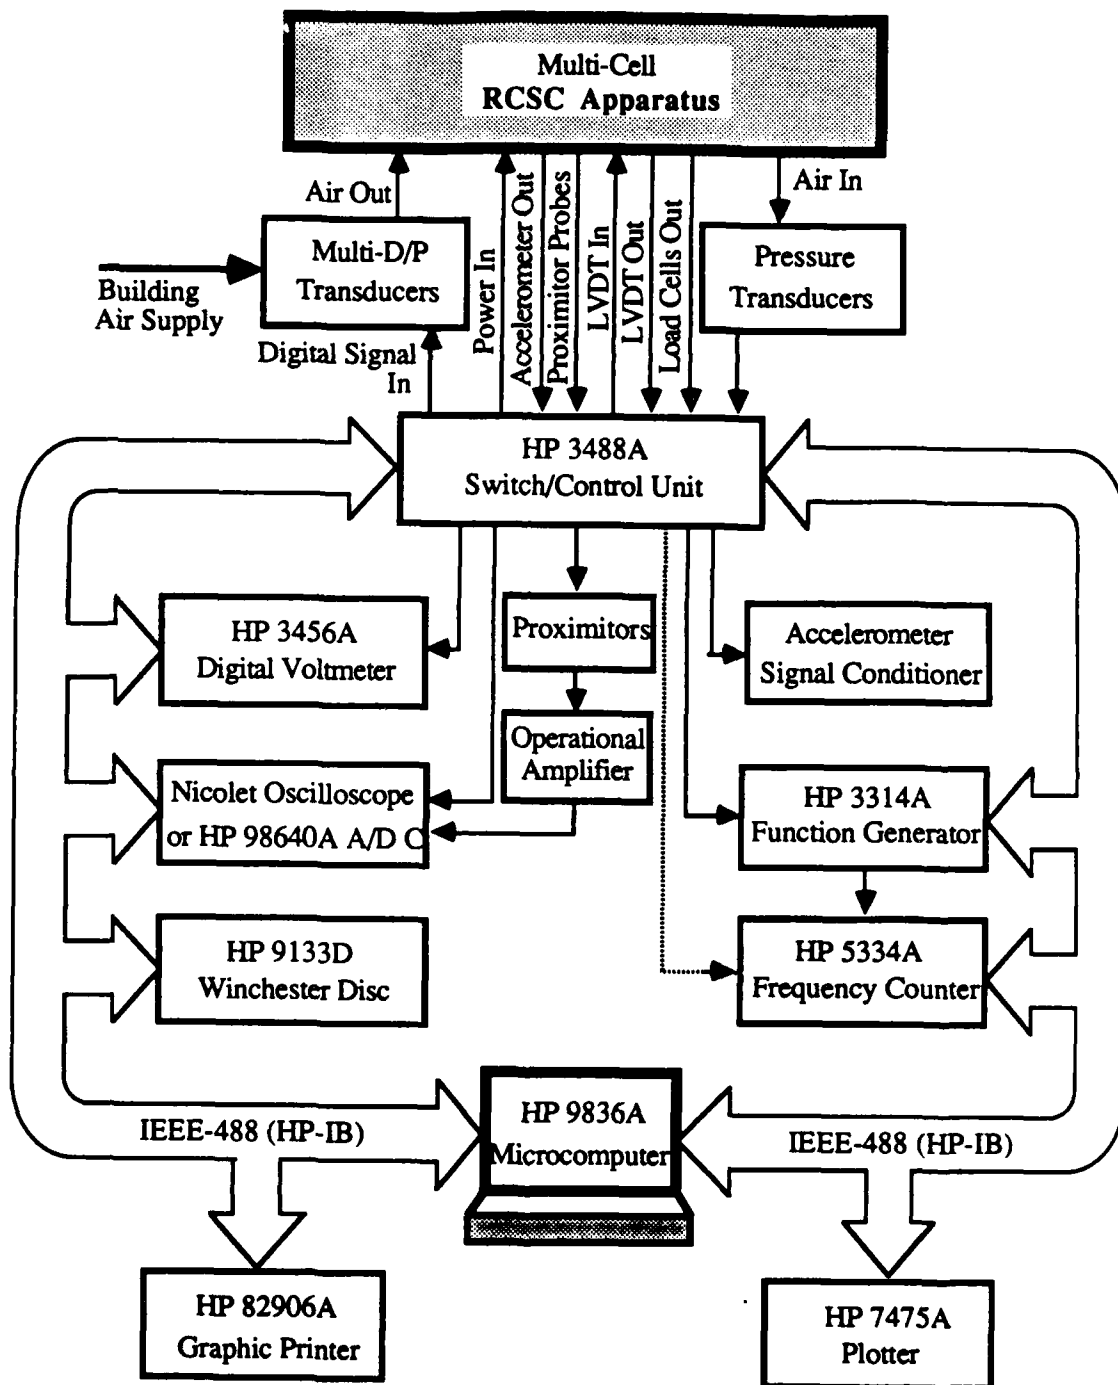 Multi-Cell
RCSC Apparatus
Air Out
Air In
Multi-D/P
Transducers
Building
Air Supply
Digital Signal
In
Power In
Accelerometer Out
Proximitor Probes
LVDT In
LVDT Out
Load Cells Out
Pressure
Transducers
HP 3488A
Switch/Control Unit
HP 3456A
Digital Voltmeter
Proximitors
Accelerometer
Signal Conditioner
Operational
Amplifier
Nicolet Oscilloscope
or HP 98640A A/D C
HP 3314A
Function Generator
HP 9133D
Winchester Disc
HP 5334A
Frequency Counter
HP 9836A
Microcomputer
IEEE-488 (HP-IB)
IEEE-488 (HP-IB)
HP 82906A
Graphic Printer
HP 7475A
Plotter